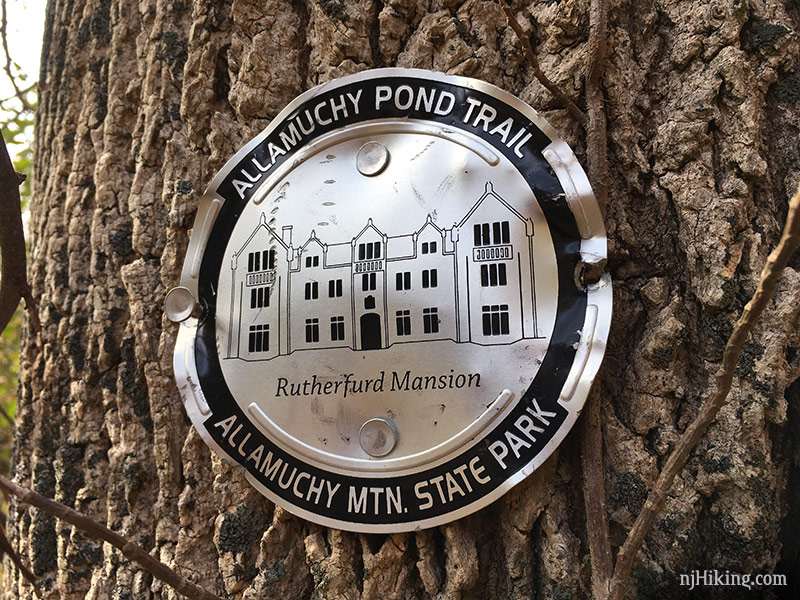 ALLAMUCHY POND TRAIL
Rutherfurd Mansion
ALLAMUCHY MTN. STATE PARK
njHiking.com